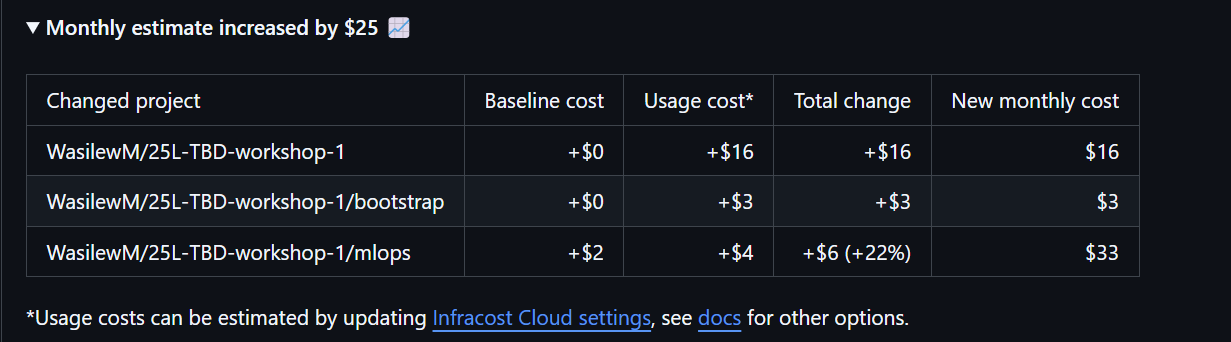 ▼ Monthly estimate increased by $25 📈
Changed project Baseline cost Usage cost* Total change New monthly cost
WasilewM/25L-TBD-workshop-1 +$0 +$16 +$16 $16
WasilewM/25L-TBD-workshop-1/bootstrap +$0 +$3 +$3 $3
WasilewM/25L-TBD-workshop-1/mlops +$2 +$4 +$6 (+22%) $33
*Usage costs can be estimated by updating Infracost Cloud settings, see docs for other options.